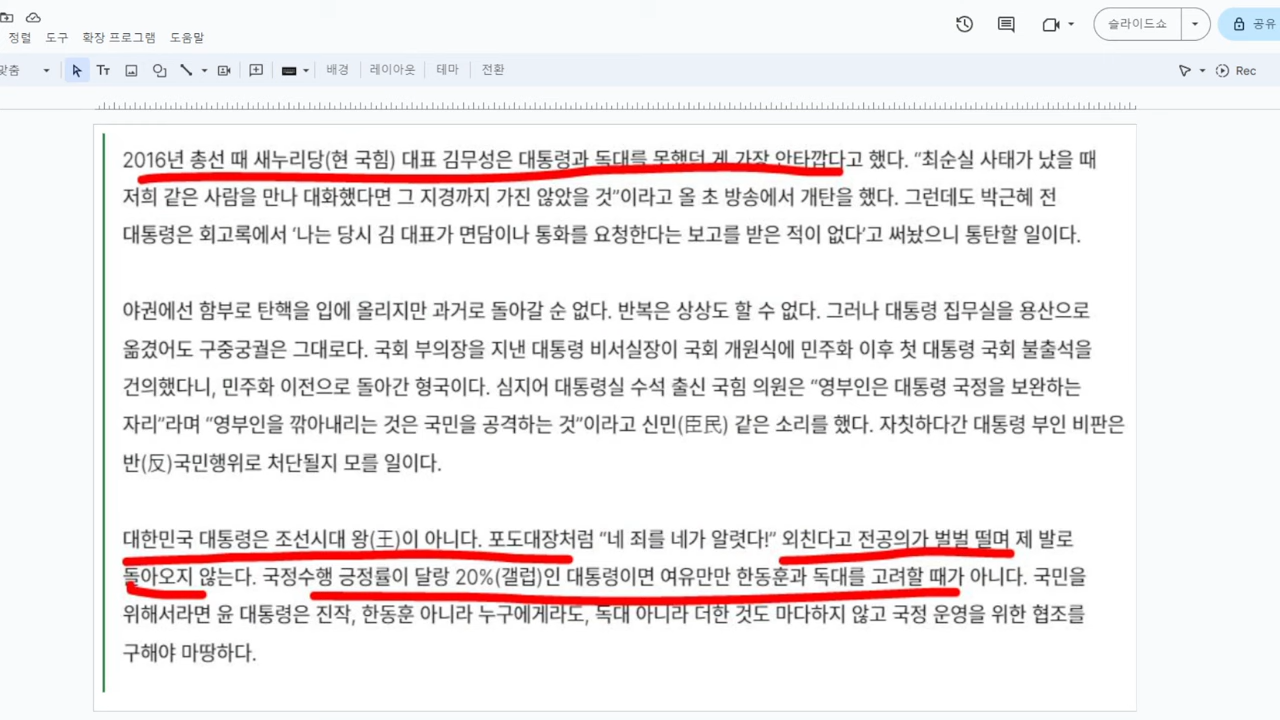 정렬 도구 확장 프로그램 도움말
슬라이드쇼
공유
맞춤
배경 레이아웃 테마 전환
Rec
2016년 총선 때 새누리당(현 국힘) 대표 김무성은 대통령과 독대를 못했던 게 가장 안타깝다고 했다. “최순실 사태가 났을 때
저희 같은 사람을 만나 대화했다면 그 지경까지 가진 않았을 것”이라고 올 초 방송에서 개탄을 했다. 그런데도 박근혜 전
대통령은 회고록에서 ‘나는 당시 김 대표가 면담이나 통화를 요청한다는 보고를 받은 적이 없다’고 써놨으니 통탄할 일이다.
야권에선 함부로 탄핵을 입에 올리지만 과거로 돌아갈 순 없다. 반복은 상상도 할 수 없다. 그러나 대통령 집무실을 용산으로
옮겼어도 구중궁궐은 그대로다. 국회 부의장을 지낸 대통령 비서실장이 국회 개원식에 민주화 이후 첫 대통령 국회 불출석을
건의했다니, 민주화 이전으로 돌아간 형국이다. 심지어 대통령실 수석 출신 국힘 의원은 “영부인은 대통령 국정을 보완하는
자리”라며 “영부인을 깎아내리는 것은 국민을 공격하는 것”이라고 신민(臣民) 같은 소리를 했다. 자칫하다간 대통령 부인 비판은
반(反)국민행위로 처단될지 모를 일이다.
대한민국 대통령은 조선시대 왕(王)이 아니다. 포도대장처럼 “네 죄를 네가 알렷다!” 외친다고 전공의가 벌벌 떨며 제 발로
돌아오지 않는다. 국정수행 긍정률이 달랑 20%(갤럽)인 대통령이면 여유만만 한동훈과 독대를 고려할 때가 아니다. 국민을
위해서라면 윤 대통령은 진작, 한동훈 아니라 누구에게라도, 독대 아니라 더한 것도 마다하지 않고 국정 운영을 위한 협조를
구해야 마땅하다.